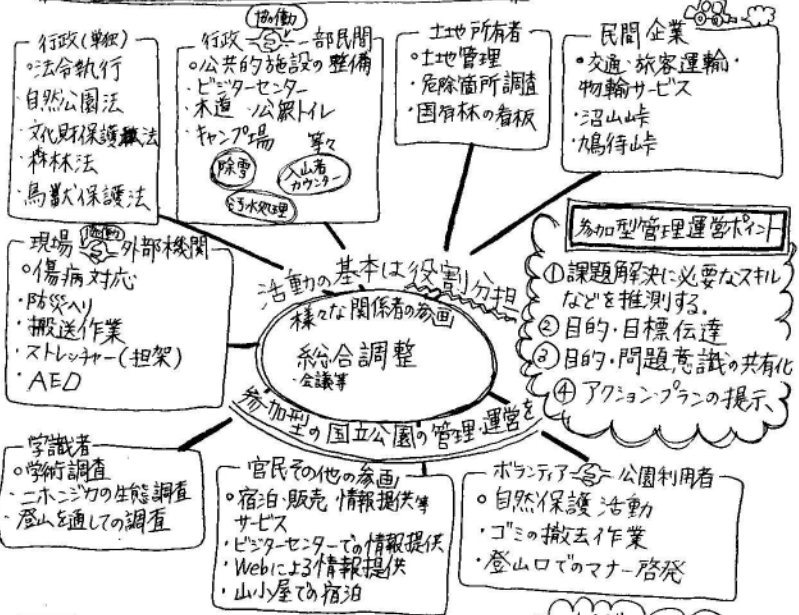 行政(単独)
○法令執行
・自然公園法
・文化財保護法
・森林法
・鳥獣保護法
協働
行政 一部民間
○公共的施設の整備
・ビジターセンター
・木道・公衆トイレ
・キャンプ場 等々
除雪
入山者
カウンター
汚水処理
土地所有者
○土地管理
・危険箇所調査
・国有林の看板
民間企業
・交通・旅客運輸・
物輸サービス
・沼山峠
・鳩待峠
現場 協働 外部機関
○傷病対応
・防災ヘリ
・搬送作業
・ストレッチャー(担架)
・AED
活動の基本は役割分担
様々な関係者の参画
総合調整
・会議等
参加型の国立公園の管理・運営を
参加型管理運営ポイント
①課題解決に必要なスキル
などを推測する.
②目的・目標伝達
③目的・問題意識の共有化
④アクション・プランの提示、
学識者
○学術調査
・ニホンジカの生態調査
・登山を通しての調査
官民その他の参画
○宿泊・販売 情報提供等
サービス
・ビジターセンターでの情報提供
・Webによる情報提供
・山小屋での宿泊
ボランティア 公園利用者
○自然保護活動
・ゴミの撤去作業
・登山口でのマナー啓発